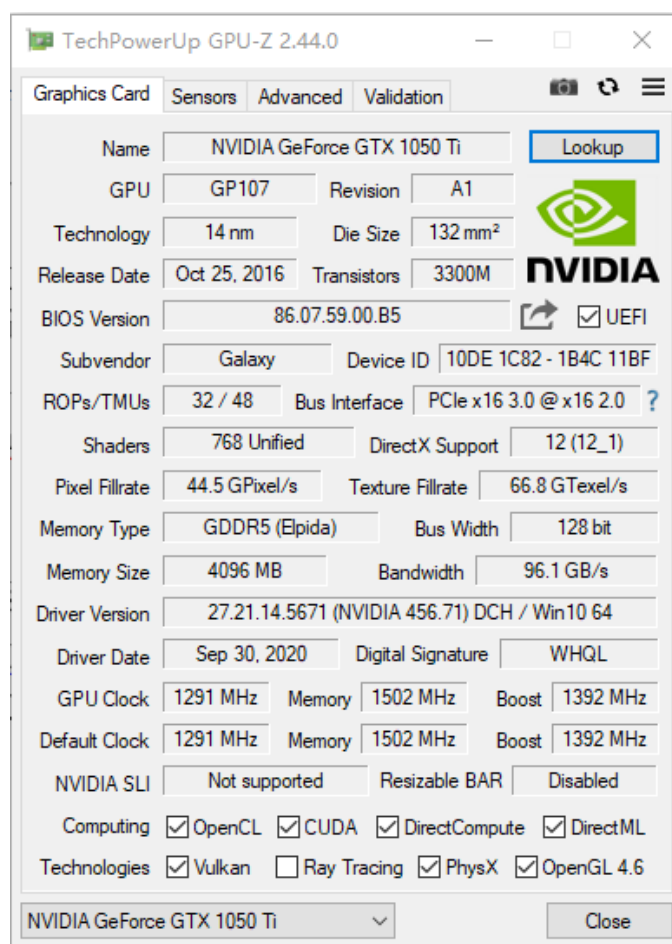 TechPowerUp GPU-Z 2.44.0
Graphics Card Sensors Advanced Validation
Name NVIDIA GeForce GTX 1050 Ti Lookup
GPU GP107 Revision A1
Technology 14 nm Die Size 132 mm²
Release Date Oct 25, 2016 Transistors 3300M NVIDIA
BIOS Version 86.07.59.00.B5 UEFI
Subvendor Galaxy Device ID 10DE 1C82 - 1B4C 11BF
ROPs/TMUs 32 / 48 Bus Interface PCIe x16 3.0 @ x16 2.0 ?
Shaders 768 Unified DirectX Support 12 (12_1)
Pixel Fillrate 44.5 GPixel/s Texture Fillrate 66.8 GTexel/s
Memory Type GDDR5 (Elpida) Bus Width 128 bit
Memory Size 4096 MB Bandwidth 96.1 GB/s
Driver Version 27.21.14.5671 (NVIDIA 456.71) DCH / Win10 64
Driver Date Sep 30, 2020 Digital Signature WHQL
GPU Clock 1291 MHz Memory 1502 MHz Boost 1392 MHz
Default Clock 1291 MHz Memory 1502 MHz Boost 1392 MHz
NVIDIA SLI Not supported Resizable BAR Disabled
Computing OpenCL CUDA DirectCompute DirectML
Technologies Vulkan Ray Tracing PhysX OpenGL 4.6
NVIDIA GeForce GTX 1050 Ti Close